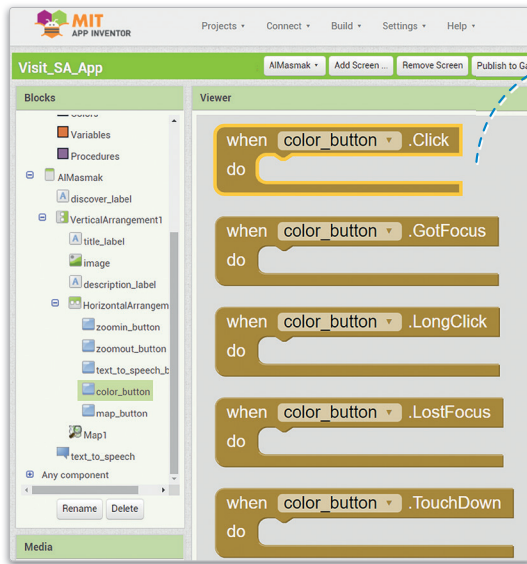 MIT
APP INVENTOR
Projects Connect Build Settings Help
Visit_SA_App
AlMasmak Add Screen ... Remove Screen Publish to Ga
Blocks
Viewer
Colors
Variables
Procedures
AlMasmak
discover_label
VerticalArrangement1
title_label
image
description_label
HorizontalArrangem
zoomin_button
zoomout_button
text_to_speech_b
color_button
map_button
Map1
text_to_speech
Any component
Rename Delete
Media
when color_button .Click
do
when color_button .GotFocus
do
when color_button .LongClick
do
when color_button .LostFocus
do
when color_button .TouchDown
do